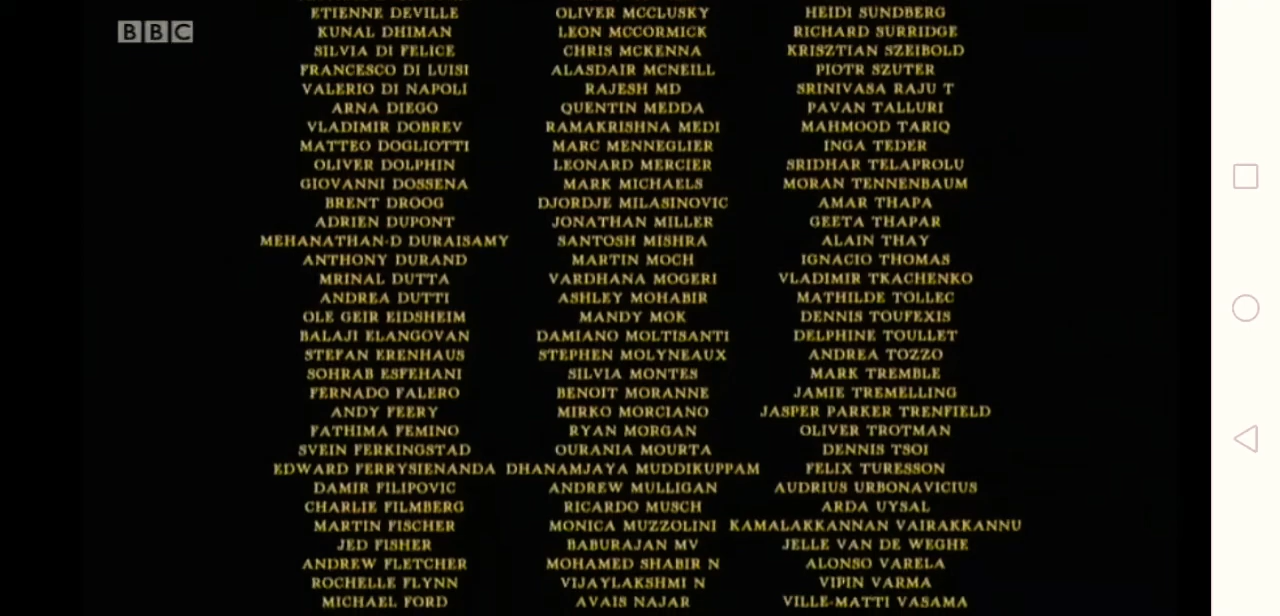 BBC
ETIENNE DEVILLE
KUNAL DHIMAN
SILVIA DI FELICE
FRANCESCO DI LUISI
VALERIO DI NAPOLI
ARNA DIEGO
VLADIMIR DOBREV
MATTEO DOGLIOTTI
OLIVER DOLPHIN
GIOVANNI DOSSENA
BRENT DROOG
ADRIEN DUPONT
MEHANATHAN-D DURAISAMY
ANTHONY DURAND
MRINAL DUTTA
ANDREA DUTTI
OLE GEIR EIDSHEIM
BALAJI ELANGOVAN
STEFAN ERENHAUS
SOHRAB ESFEHANI
FERNADO FALERO
ANDY FEERY
FATHIMA FEMINO
SVEIN FERKINGSTAD
EDWARD FERRYSIENANDA
DAMIR FILIPOVIC
CHARLIE FILMBERG
MARTIN FISCHER
JED FISHER
ANDREW FLETCHER
ROCHELLE FLYNN
MICHAEL FORD
OLIVER MCCLUSKY
LEON MCCORMICK
CHRIS MCKENNA
ALASDAIR MCNEILL
RAJESH MD
QUENTIN MEDDA
RAMAKRISHNA MEDI
MARC MENNEGLIER
LEONARD MERCIER
MARK MICHAELS
DJORDJE MILASINOVIC
JONATHAN MILLER
SANTOSH MISHRA
MARTIN MOCH
VARDHANA MOGERI
ASHLEY MOHABIR
MANDY MOK
DAMIANO MOLTISANTI
STEPHEN MOLYNEAUX
SILVIA MONTES
BENOIT MORANNE
MIRKO MORCIANO
RYAN MORGAN
OURANIA MOURTA
DHANAMJAYA MUDDIKUPPAM
ANDREW MULLIGAN
RICARDO MUSCH
MONICA MUZZOLINI
BABURAJAN MV
MOHAMED SHABIR N
VIJAYLAKSHMI N
AVAIS NAJAR
HEIDI SUNDBERG
RICHARD SURRIDGE
KRISZTIAN SZEIBOLD
PIOTR SZUTER
SRINIVASA RAJU T
PAVAN TALLURI
MAHMOOD TARIQ
INGA TEDER
SRIDHAR TELAPROLU
MORAN TENNENBAUM
AMAR THAPA
GEETA THAPAR
ALAIN THAY
IGNACIO THOMAS
VLADIMIR TKACHENKO
MATHILDE TOLLEC
DENNIS TOUFEXIS
DELPHINE TOULLET
ANDREA TOZZO
MARK TREMBLE
JAMIE TREMELLING
JASPER PARKER TRENFIELD
OLIVER TROTMAN
DENNIS TSOI
FELIX TURESSON
AUDRIUS URBONAVICIUS
ARDA UYSAL
KAMALAKKANNAN VAIRAKKANNU
JELLE VAN DE WEGHE
ALONSO VARELA
VIPIN VARMA
VILLE-MATTI VASAMA